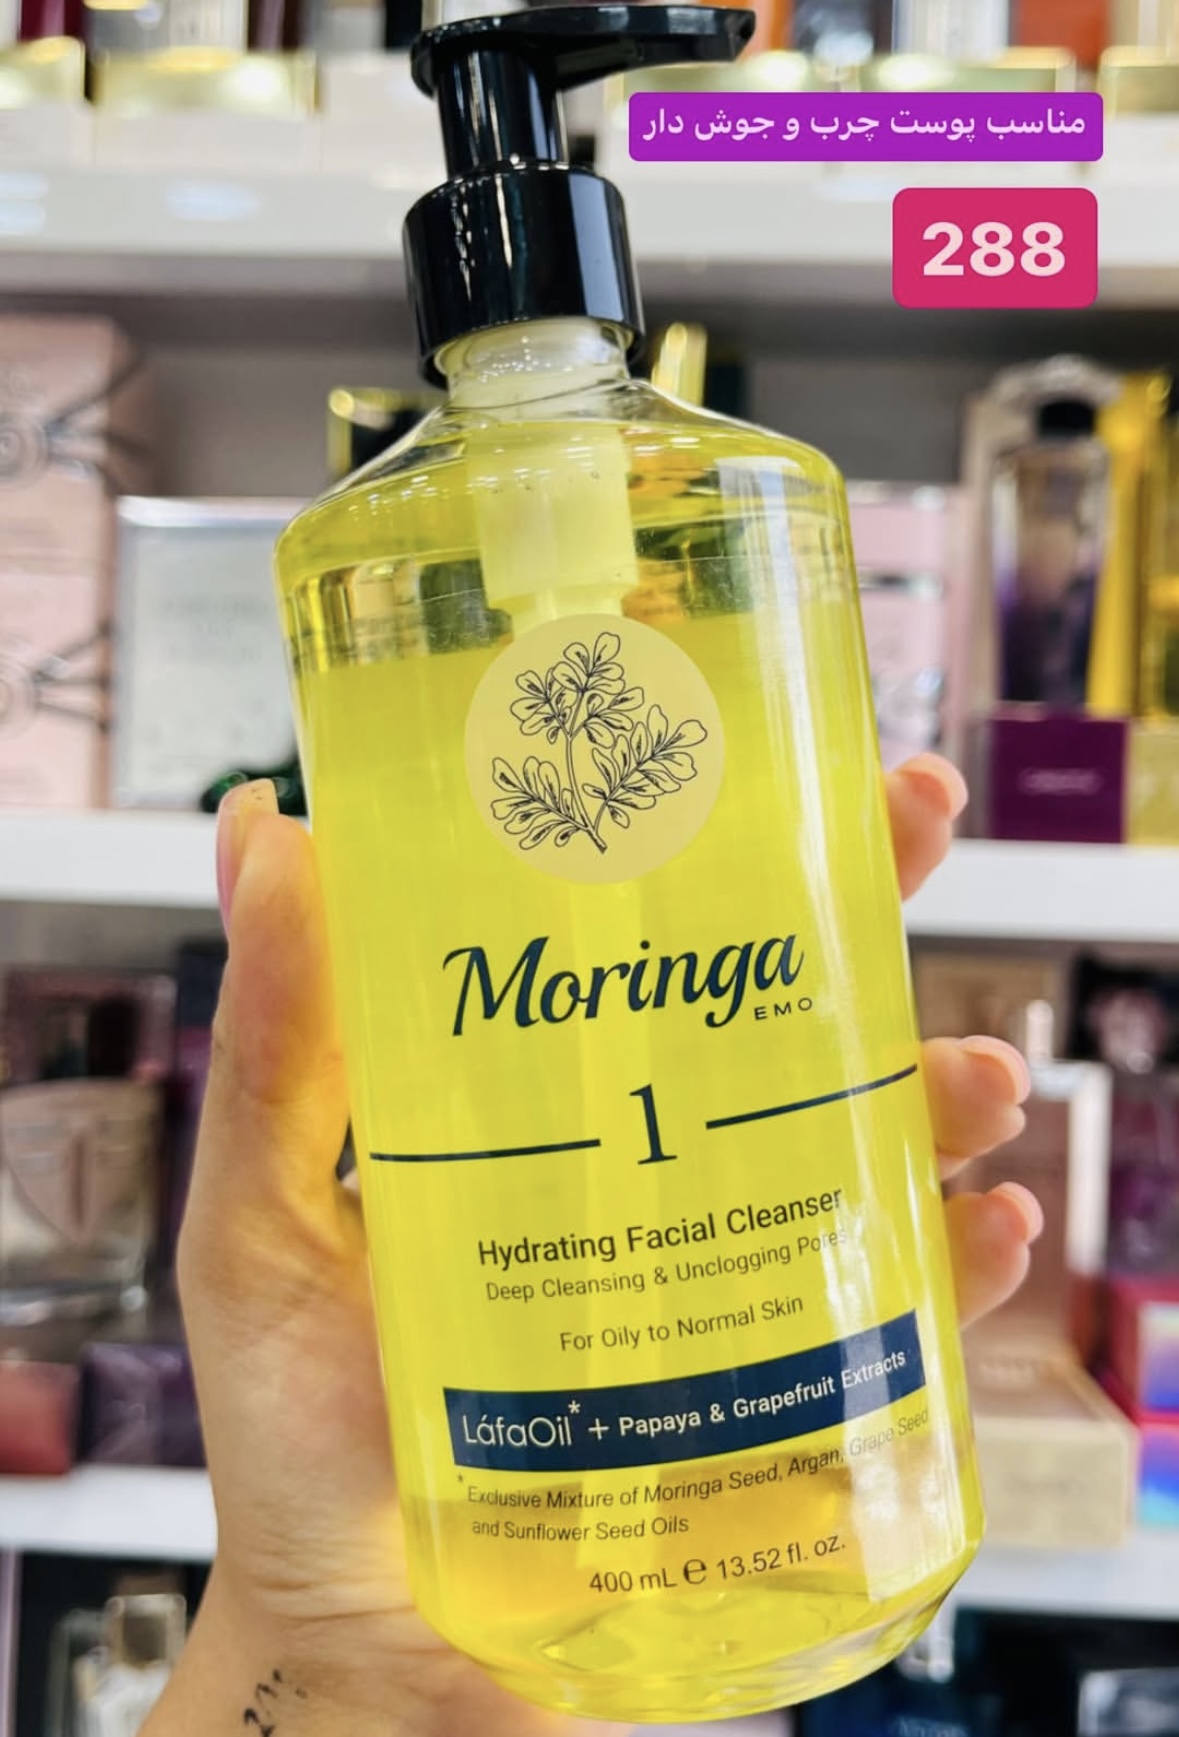 مناسب پوست چرب و جوش دار
288
Moringa
EMO
1
Hydrating Facial Cleanser
Deep Cleansing & Unclogging Pores
For Oily to Normal Skin
LáfaOil* + Papaya & Grapefruit Extracts
*Exclusive Mixture of Moringa Seed, Argan, Grape Seed
and Sunflower Seed Oils
400 mL ℮ 13.52 fl. oz.